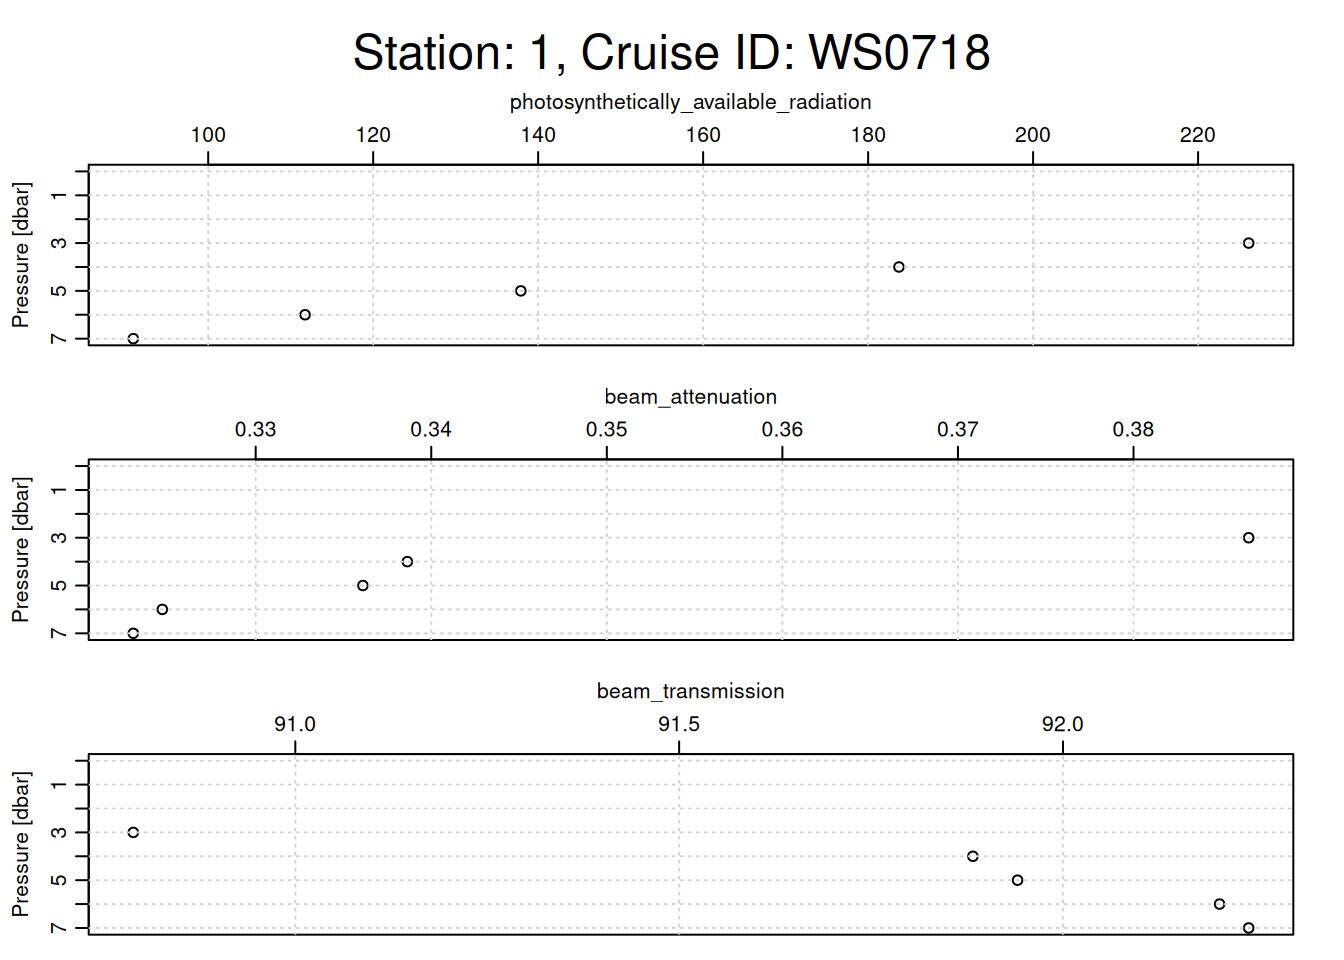 Station: 1, Cruise ID: WS0718
photosynthetically_available_radiation
100 120 140 160 180 200 220
Pressure [dbar]
1
3
5
7
beam_attenuation
0.33 0.34 0.35 0.36 0.37 0.38
Pressure [dbar]
1
3
5
7
beam_transmission
91.0 91.5 92.0
Pressure [dbar]
1
3
5
7